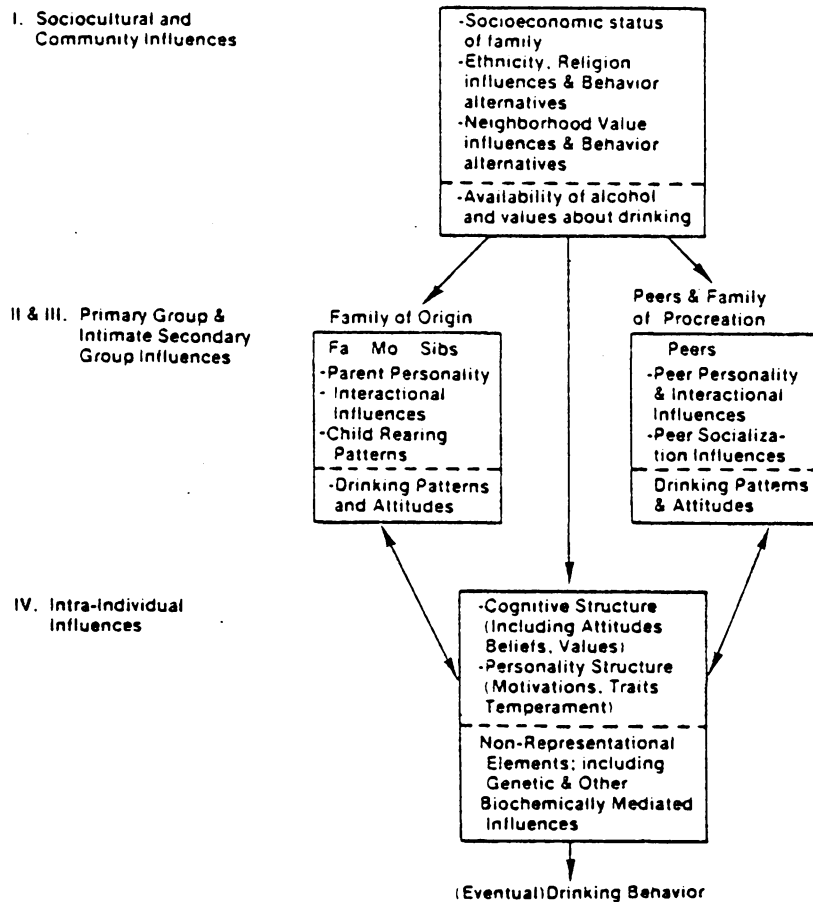 I. Sociocultural and
Community Influences
-Socioeconomic status
of family
-Ethnicity, Religion
influences & Behavior
alternatives
-Neighborhood Value
influences & Behavior
alternatives
-Availability of alcohol
and values about drinking
II & III. Primary Group &
Intimate Secondary
Group Influences
Family of Origin
Fa Mo Sibs
-Parent Personality
- Interactional
Influences
-Child Rearing
Patterns
-Drinking Patterns
and Attitudes
Peers & Family
of Procreation
Peers
-Peer Personality
& Interactional
Influences
-Peer Socializa-
tion Influences
Drinking Patterns
& Attitudes
IV. Intra-Individual
Influences
-Cognitive Structure
(Including Attitudes
Beliefs, Values)
-Personality Structure
(Motivations, Traits
Temperament)
Non-Representational
Elements; including
Genetic & Other
Biochemically Mediated
Influences
(Eventual) Drinking Behavior